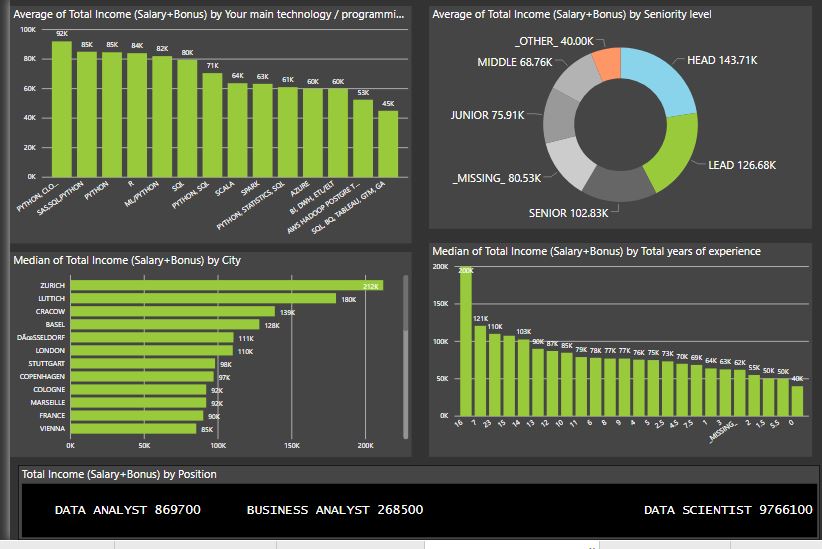 Average of Total Income (Salary+Bonus) by Your main technology / programmi...
100K
80K
60K
40K
20K
0K
92K
85K
85K
84K
82K
80K
71K
64K
63K
61K
60K
60K
53K
45K
PYTHON, CLO...
SAS,SQL,PYTHON
PYTHON
R
ML/PYTHON
SQL
PYTHON, SQL
SCALA
SPARK
PYTHON, STATISTICS, SQL
AZURE
BI, DWH, ETL/ELT
AWS HADOOP POSTGRE T...
SQL, BQ, TABLEAU, GTM, GA
Average of Total Income (Salary+Bonus) by Seniority level
_OTHER_ 40.00K
HEAD 143.71K
MIDDLE 68.76K
JUNIOR 75.91K
LEAD 126.68K
_MISSING_ 80.53K
SENIOR 102.83K
Median of Total Income (Salary+Bonus) by City
ZURICH 212K
LUTTICH 180K
CRACOW 139K
BASEL 128K
DÃœSSELDORF 111K
LONDON 110K
STUTTGART 98K
COPENHAGEN 97K
COLOGNE 92K
MARSEILLE 92K
FRANCE 90K
VIENNA 85K
0K 50K 100K 150K 200K
Median of Total Income (Salary+Bonus) by Total years of experience
200K
150K
100K
50K
0K
200K
121K
110K
103K
90K
87K
85K
79K
78K
77K
77K
76K
75K
73K
70K
69K
64K
63K
62K
55K
50K
50K
40K
16 7 23 15 14 13 12 10 11 6 8 9 4 5 2.5 4.5 7.5 1 3 _MISSING_ 2 1.5 5.5 0
Total Income (Salary+Bonus) by Position
DATA ANALYST 869700 BUSINESS ANALYST 268500 DATA SCIENTIST 9766100